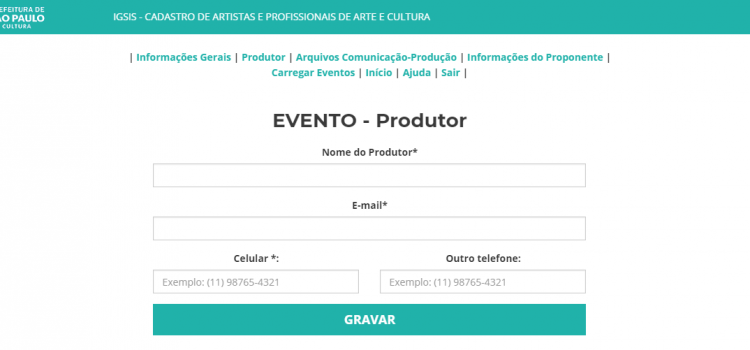 EFEITURA DE
ÃO PAULO
CULTURA
IGSIS - CADASTRO DE ARTISTAS E PROFISSIONAIS DE ARTE E CULTURA
| Informações Gerais | Produtor | Arquivos Comunicação-Produção | Informações do Proponente |
Carregar Eventos | Início | Ajuda | Sair |
EVENTO - Produtor
Nome do Produtor*
E-mail*
Celular *: Outro telefone:
Exemplo: (11) 98765-4321 Exemplo: (11) 98765-4321
GRAVAR